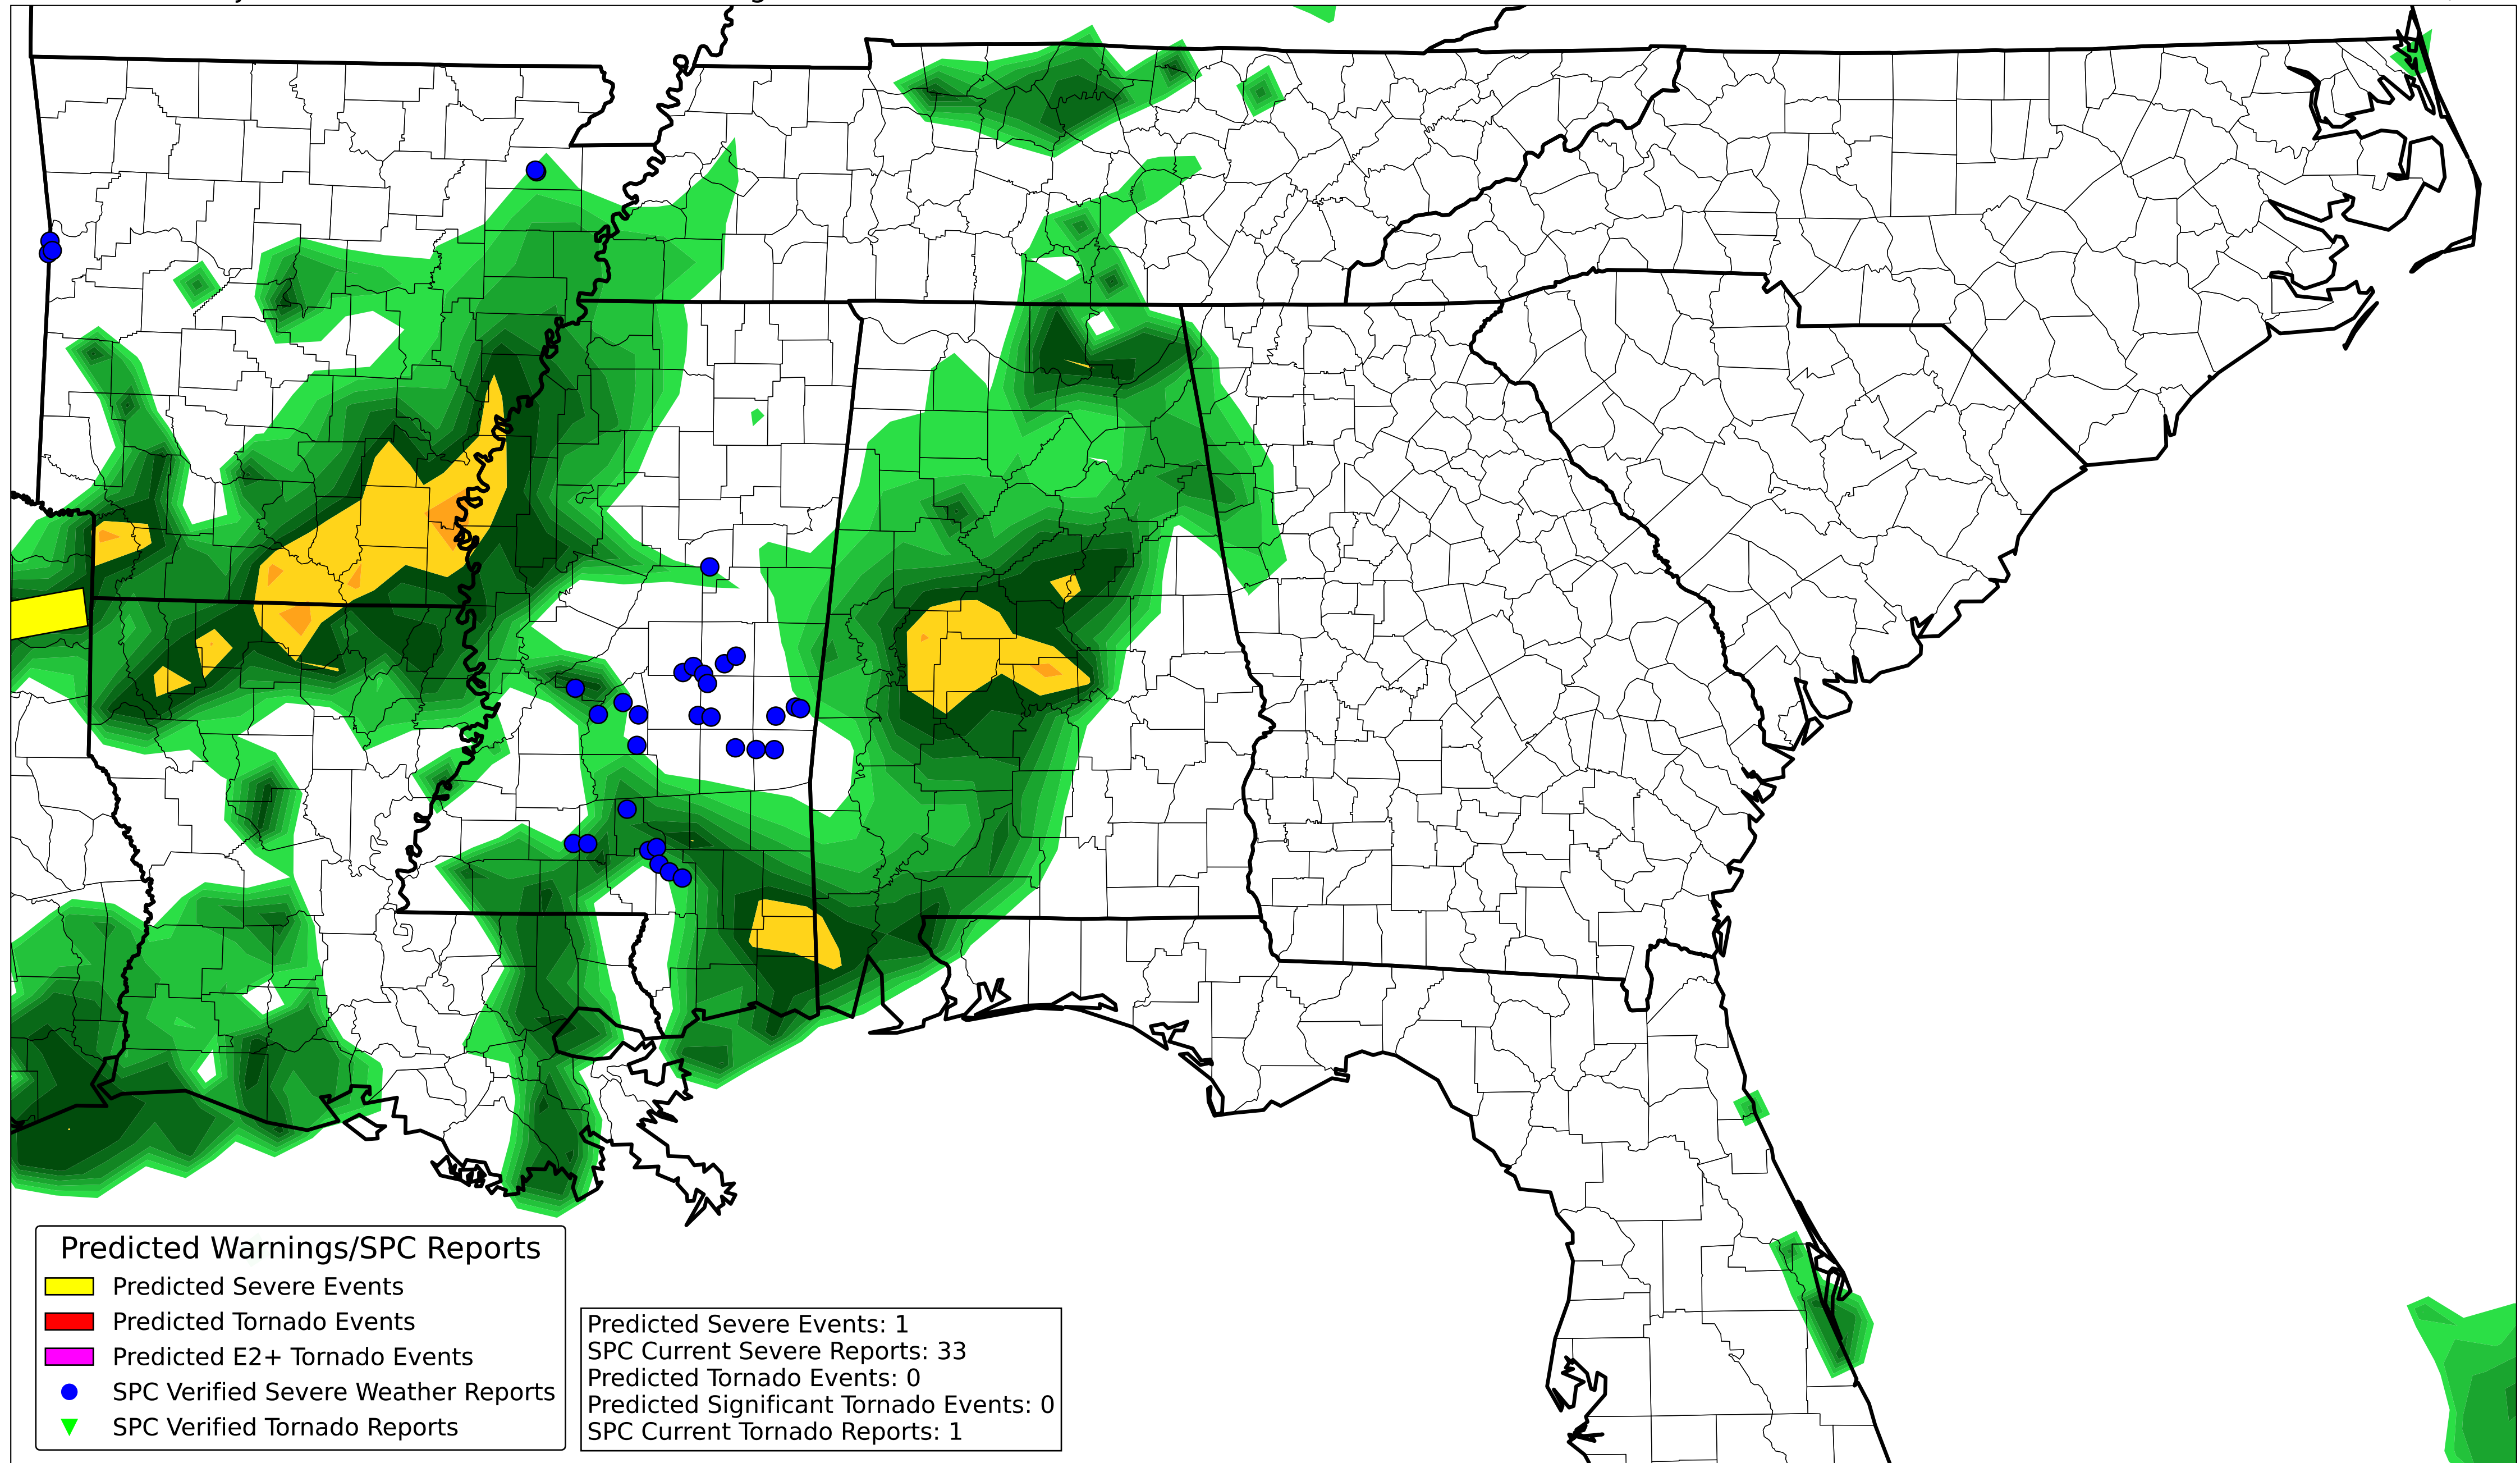 Predicted Warnings/SPC Reports
Predicted Severe Events
Predicted Tornado Events
Predicted E2+ Tornado Events
SPC Verified Severe Weather Reports
SPC Verified Tornado Reports
Predicted Severe Events: 1
SPC Current Severe Reports: 33
Predicted Tornado Events: 0
Predicted Significant Tornado Events: 0
SPC Current Tornado Reports: 1